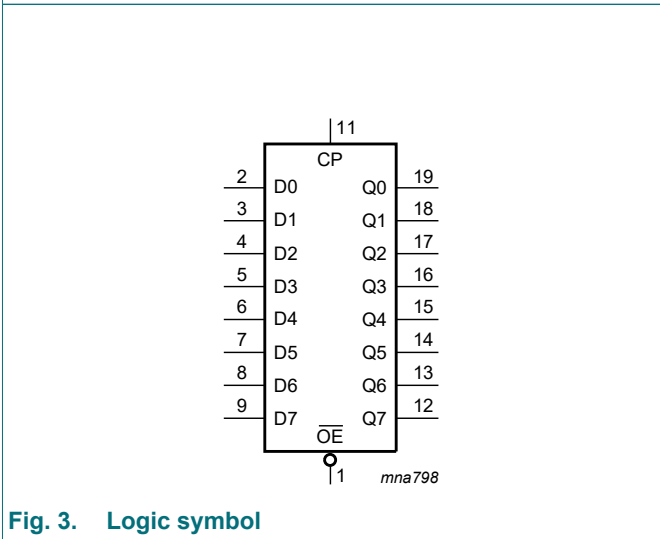 11
CP
2 D0 Q0 19
3 D1 Q1 18
4 D2 Q2 17
5 D3 Q3 16
6 D4 Q4 15
7 D5 Q5 14
8 D6 Q6 13
9 D7 Q7 12
O̅E̅
1 mna798
Fig. 3. Logic symbol